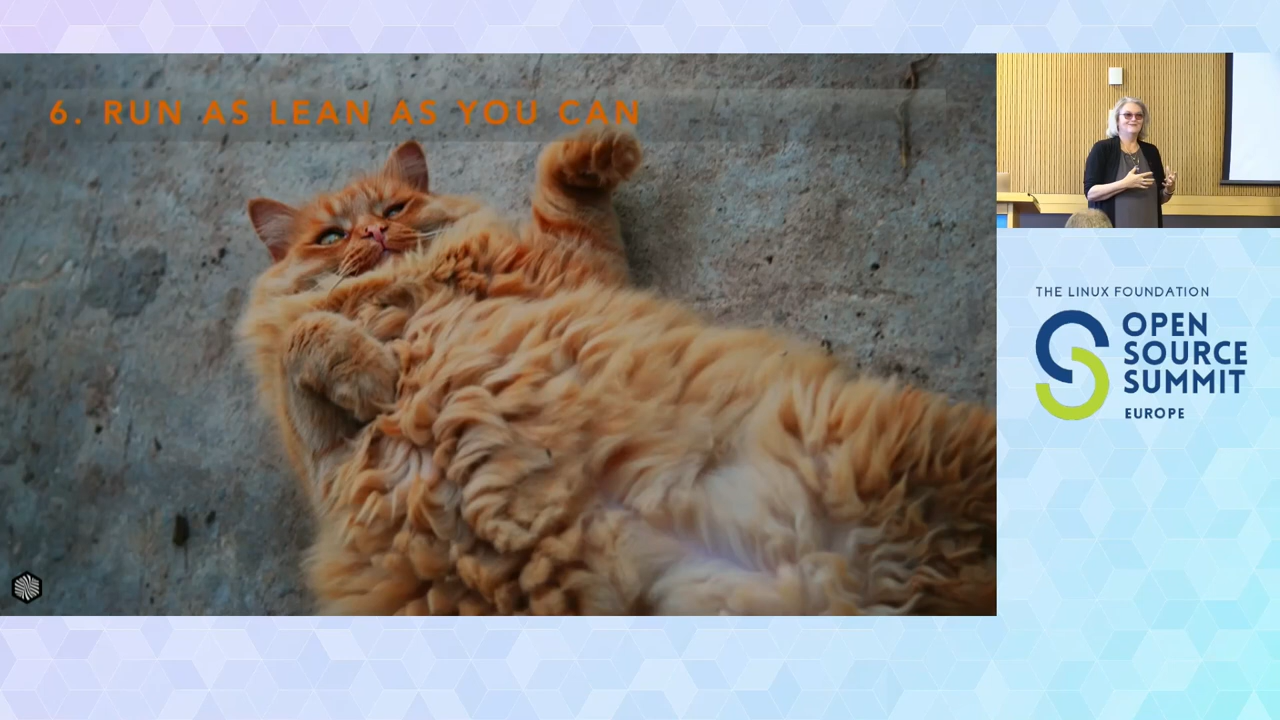 6. RUN AS LEAN AS YOU CAN
THE LINUX FOUNDATION
OPEN
SOURCE
SUMMIT
EUROPE